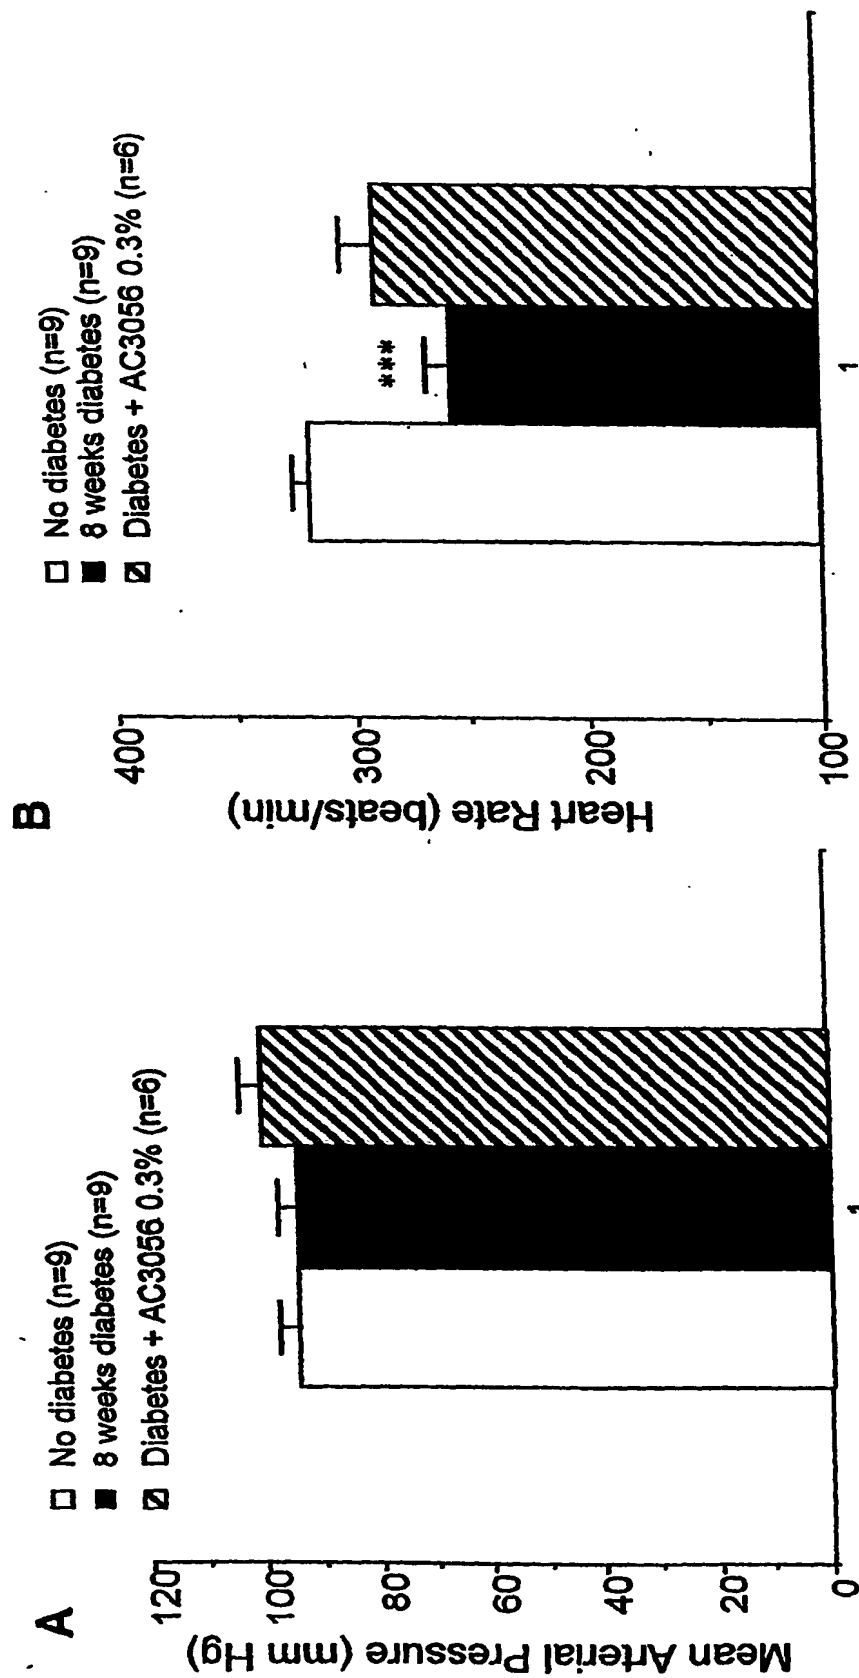 A
No diabetes (n=9)
8 weeks diabetes (n=9)
Diabetes + AC3056 0.3% (n=6)
Mean Arterial Pressure (mm Hg)
120
100
80
60
40
20
0
1
B
No diabetes (n=9)
8 weeks diabetes (n=9)
Diabetes + AC3056 0.3% (n=6)
Heart Rate (beats/min)
400
300
200
100
***
1